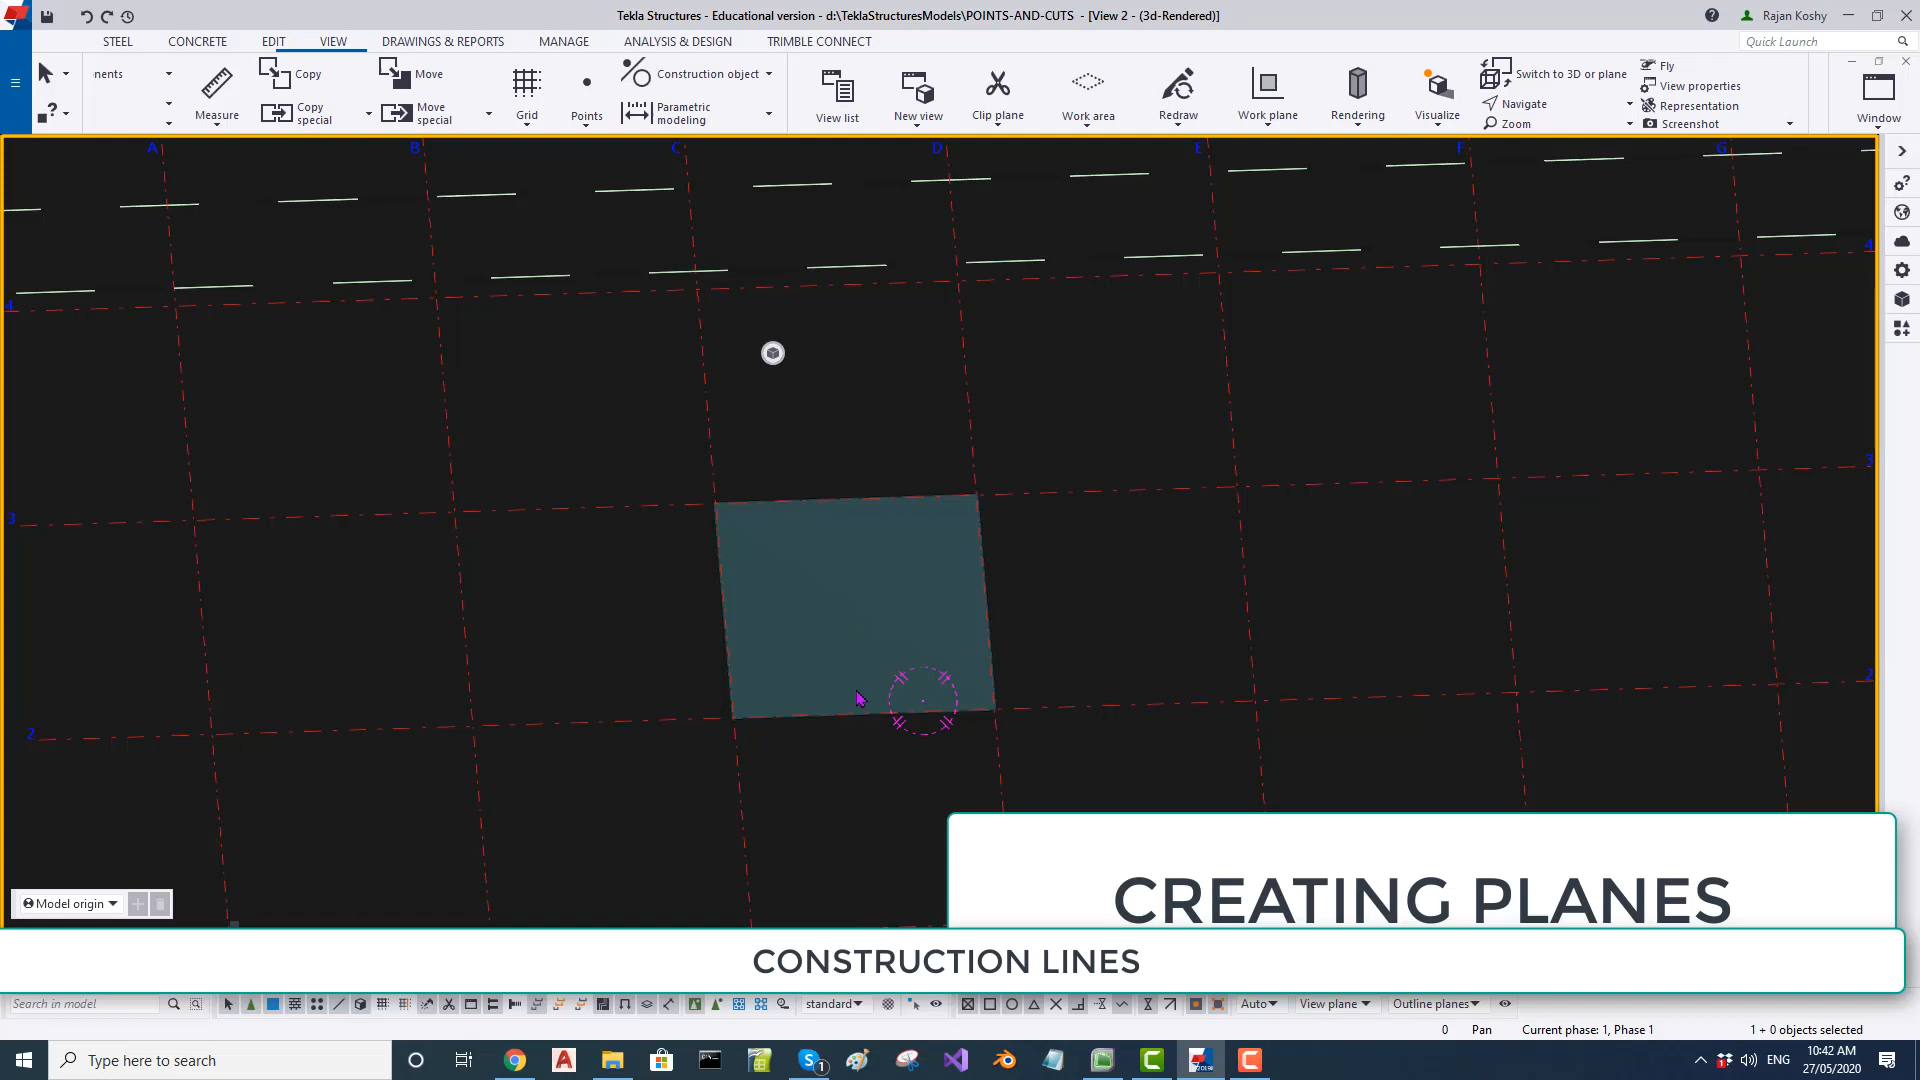 Tekla Structures - Educational version - d:\TeklaStructuresModels\POINTS-AND-CUTS - [View 2 - (3d-Rendered)]
Rajan Koshy
STEEL CONCRETE EDIT VIEW DRAWINGS & REPORTS MANAGE ANALYSIS & DESIGN TRIMBLE CONNECT
Quick Launch
nents
Measure
Copy
Copy special
Move
Move special
Grid
Points
Construction object
Parametric modeling
View list
New view
Clip plane
Work area
Redraw
Work plane
Rendering
Visualize
Switch to 3D or plane
Navigate
Zoom
Fly
View properties
Representation
Screenshot
Window
A B C D E F G
4 4
3 3
2 2
Model origin
CREATING PLANES
CONSTRUCTION LINES
Search in model
standard
Auto
View plane
Outline planes
0 Pan Current phase: 1, Phase 1 1 + 0 objects selected
Type here to search
1
ENG
10:42 AM
27/05/2020